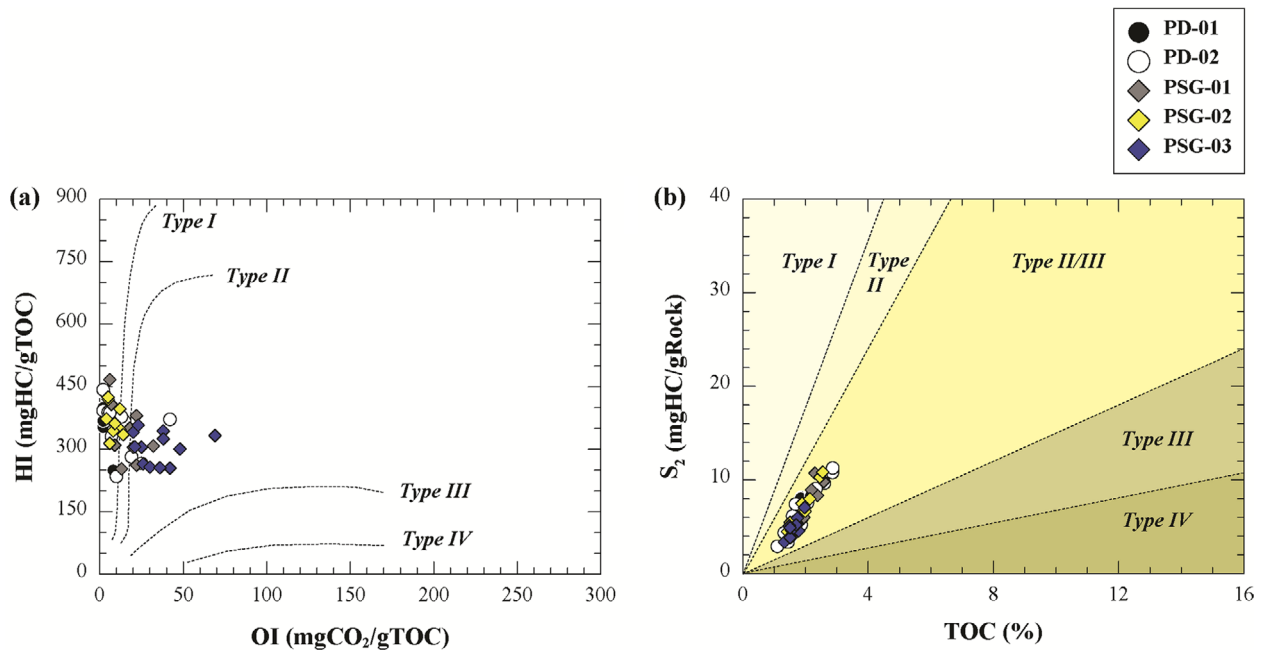 PD-01
PD-02
PSG-01
PSG-02
PSG-03
(a)
HI (mgHC/gTOC)
900
750
600
450
300
150
0
Type I
Type II
Type III
Type IV
0 50 100 150 200 250 300
OI (mgCO₂/gTOC)
(b)
S₂ (mgHC/gRock)
40
30
20
10
0
Type I
Type
II
Type II/III
Type III
Type IV
0 4 8 12 16
TOC (%)